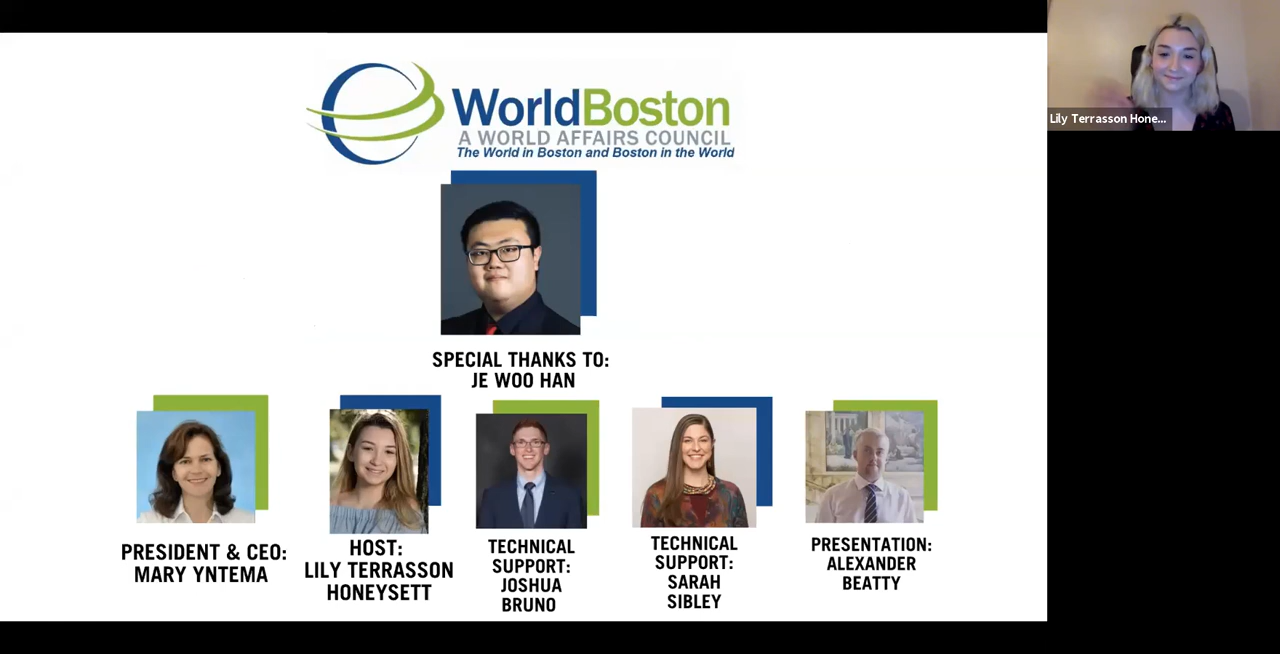 WorldBoston
A WORLD AFFAIRS COUNCIL
The World in Boston and Boston in the World
Lily Terrasson Hone...
SPECIAL THANKS TO:
JE WOO HAN
PRESIDENT & CEO:
MARY YNTEMA
HOST:
LILY TERRASSON
HONEYSETT
TECHNICAL
SUPPORT:
JOSHUA
BRUNO
TECHNICAL
SUPPORT:
SARAH
SIBLEY
PRESENTATION:
ALEXANDER
BEATTY